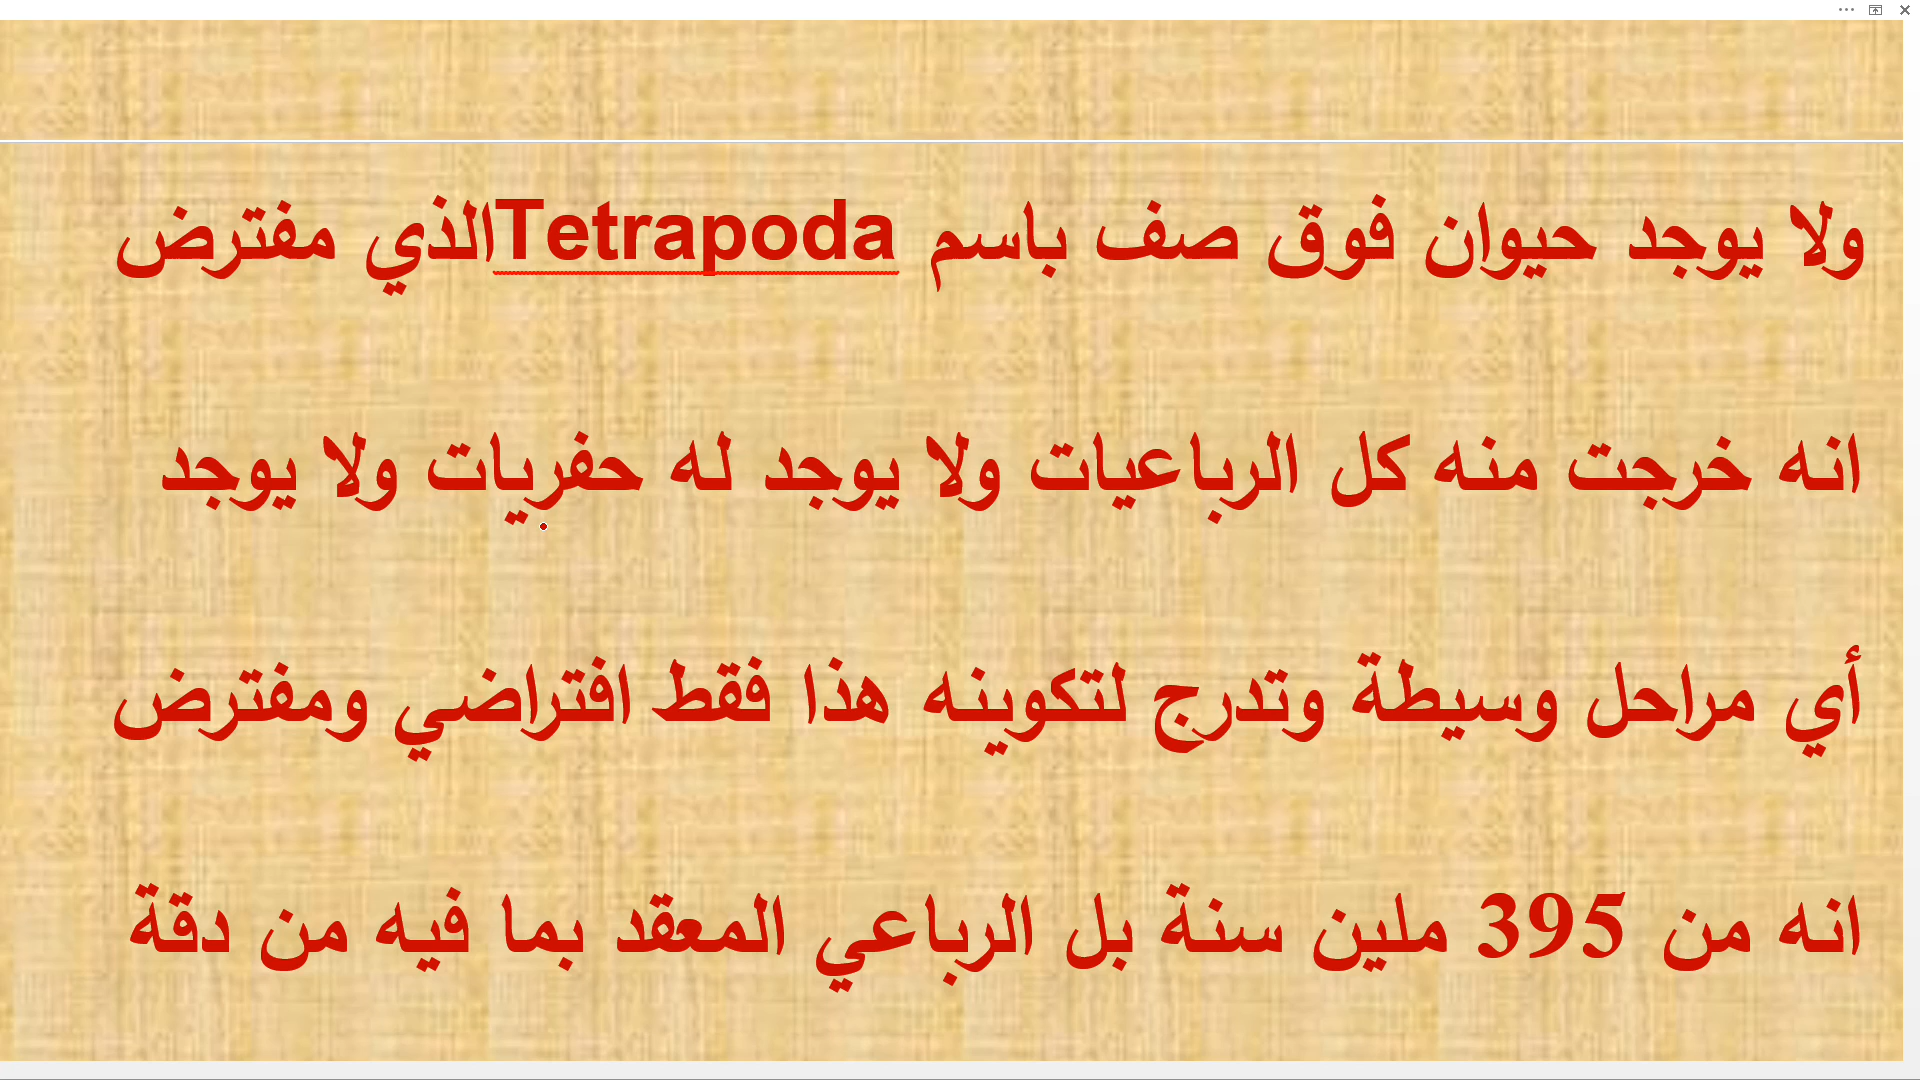 ولا يوجد حيوان فوق صف باسم Tetrapodaالذي مفترض
انه خرجت منه كل الرباعيات ولا يوجد له حفريات ولا يوجد
أي مراحل وسيطة وتدرج لتكوينه هذا فقط افتراضي ومفترض
انه من 395 ملين سنة بل الرباعي المعقد بما فيه من دقة